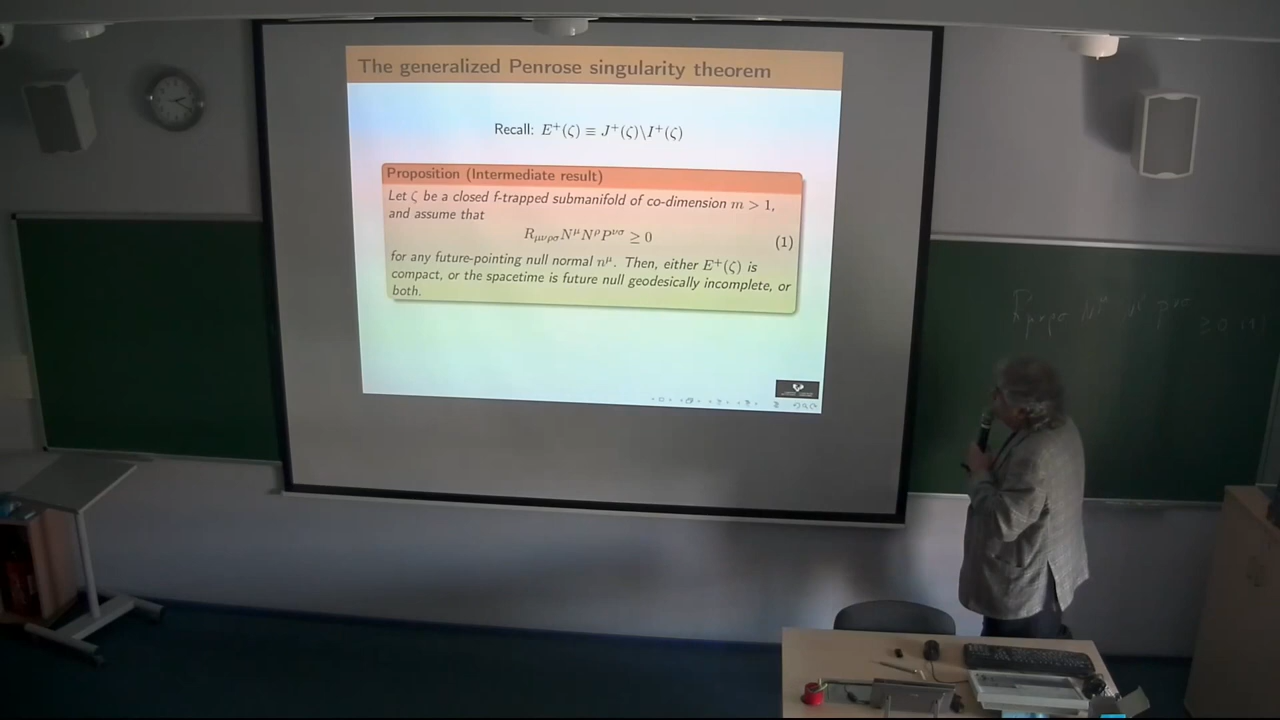 The generalized Penrose singularity theorem
Recall: E⁺(ζ) ≡ J⁺(ζ)\I⁺(ζ)
Proposition (Intermediate result)
Let ζ be a closed f-trapped submanifold of co-dimension m > 1,
and assume that
R_{μνρσ}N^μN^ρP^{νσ} ≥ 0 (1)
for any future-pointing null normal n^μ. Then, either E⁺(ζ) is
compact, or the spacetime is future null geodesically incomplete, or
both.